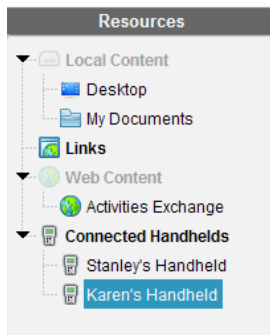 Resources
Local Content
Desktop
My Documents
Links
Web Content
Activities Exchange
Connected Handhelds
Stanley's Handheld
Karen's Handheld